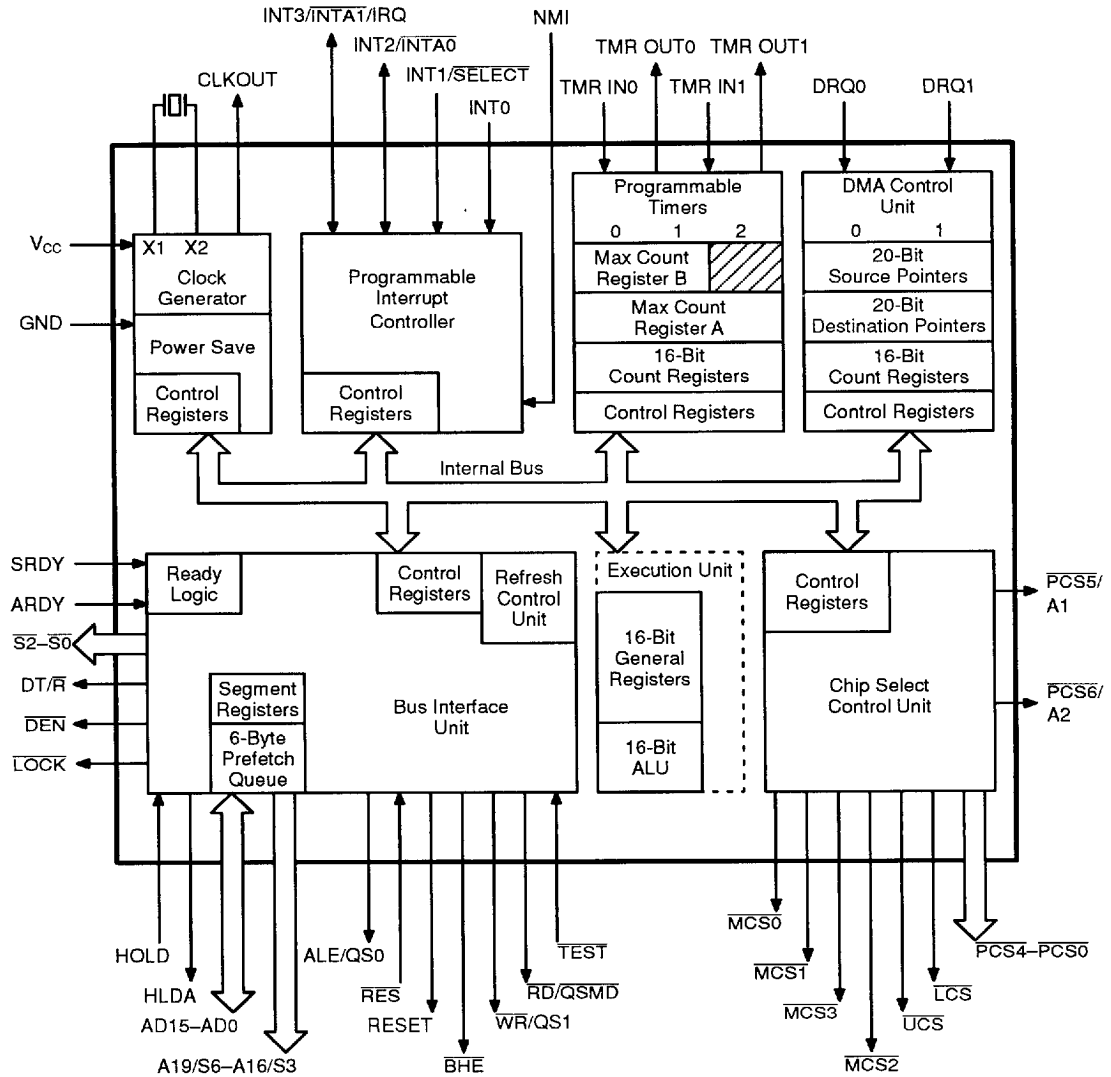 INT3/INTA1/IRQ
NMI
INT2/INTA0
TMR OUT0
TMR OUT1
CLKOUT
INT1/SELECT
TMR IN0
TMR IN1
DRQ0
DRQ1
INT0
Programmable
Timers
0 1 2
Max Count
Register B
Max Count
Register A
16-Bit
Count Registers
Control Registers
DMA Control
Unit
0 1
20-Bit
Source Pointers
20-Bit
Destination Pointers
16-Bit
Count Registers
Control Registers
VCC
GND
X1 X2
Clock
Generator
Power Save
Control
Registers
Programmable
Interrupt
Controller
Control
Registers
Internal Bus
SRDY
ARDY
S2–S0
DT/R
DEN
LOCK
Ready
Logic
Control
Registers
Refresh
Control
Unit
Segment
Registers
6-Byte
Prefetch
Queue
Bus Interface
Unit
Execution Unit
16-Bit
General
Registers
16-Bit
ALU
Control
Registers
Chip Select
Control Unit
PCS5/
A1
PCS6/
A2
HOLD
HLDA
AD15–AD0
A19/S6–A16/S3
ALE/QS0
RES
RESET
BHE
WR/QS1
RD/QSMD
TEST
MCS0
MCS1
MCS3
MCS2
UCS
LCS
PCS4–PCS0